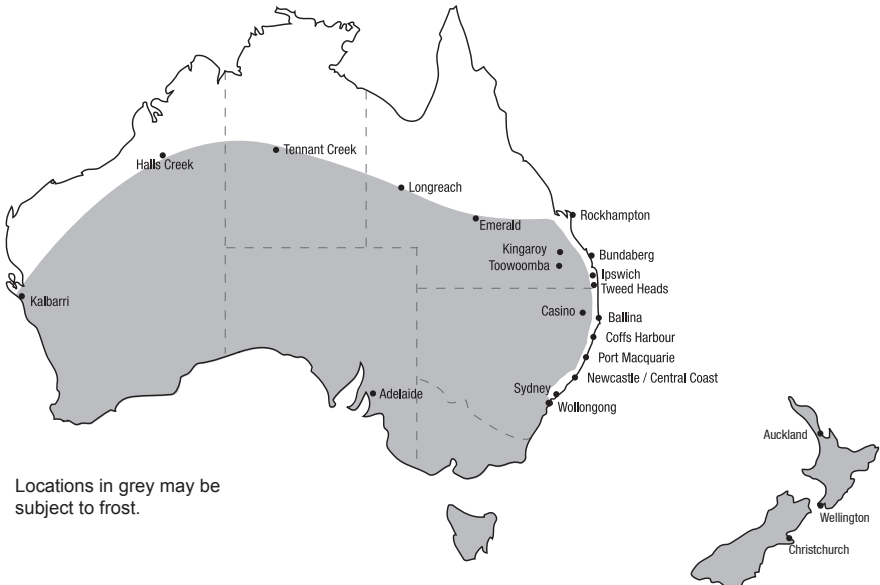 Tennant Creek
Halls Creek
Longreach
Rockhampton
Emerald
Kingaroy
Bundaberg
Toowoomba
Ipswich
Tweed Heads
Kalbarri
Casino
Ballina
Coffs Harbour
Port Macquarie
Newcastle / Central Coast
Sydney
Adelaide
Wollongong
Auckland
Locations in grey may be
subject to frost.
Wellington
Christchurch